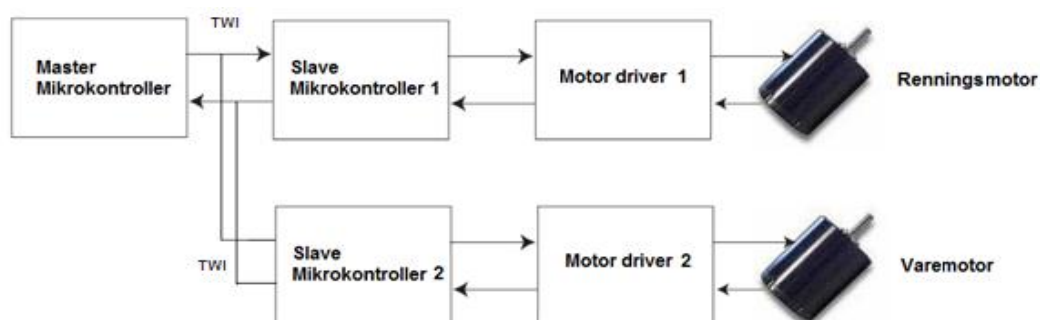 TWI
Master
Mikrokontroller
Slave
Mikrokontroller 1
Motor driver 1
Renningsmotor
TWI
Slave
Mikrokontroller 2
Motor driver 2
Varemotor